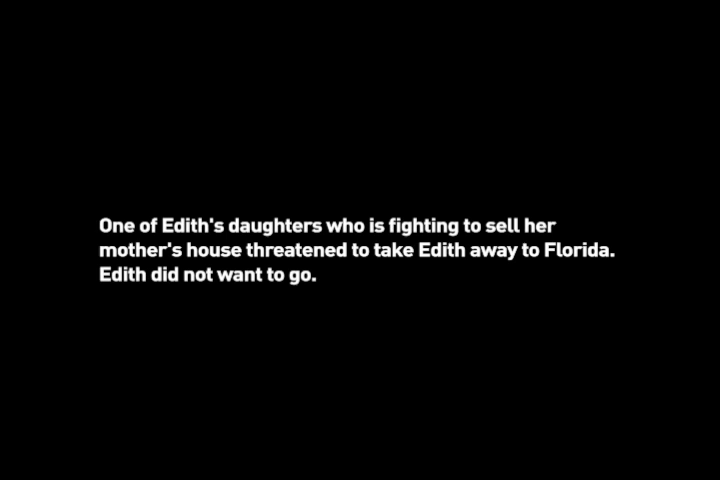 One of Edith's daughters who is fighting to sell her
mother's house threatened to take Edith away to Florida.
Edith did not want to go.